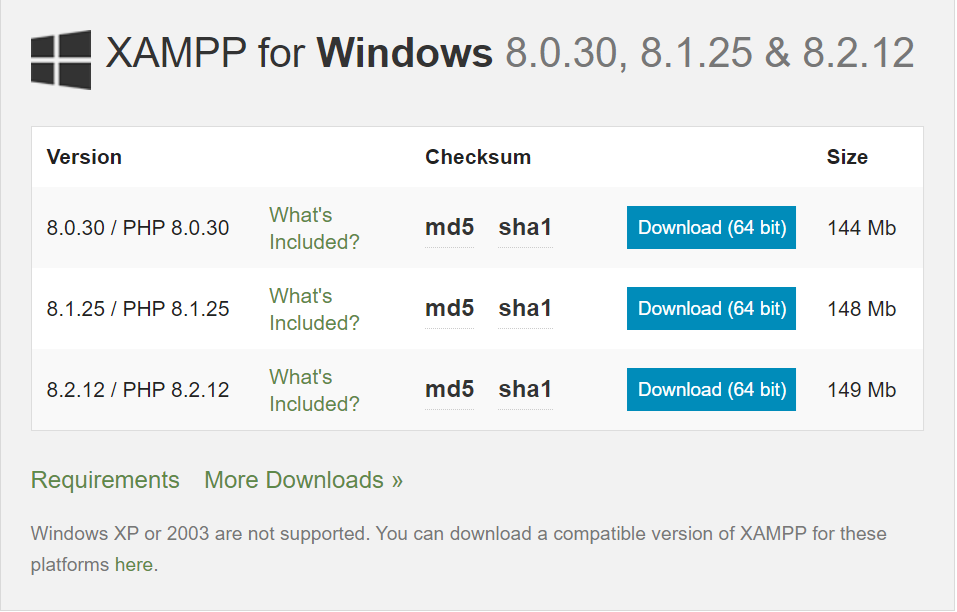 XAMPP for Windows 8.0.30, 8.1.25 & 8.2.12
Version Checksum Size
8.0.30 / PHP 8.0.30 What's Included? md5 sha1 Download (64 bit) 144 Mb
8.1.25 / PHP 8.1.25 What's Included? md5 sha1 Download (64 bit) 148 Mb
8.2.12 / PHP 8.2.12 What's Included? md5 sha1 Download (64 bit) 149 Mb
Requirements More Downloads »
Windows XP or 2003 are not supported. You can download a compatible version of XAMPP for these
platforms here.